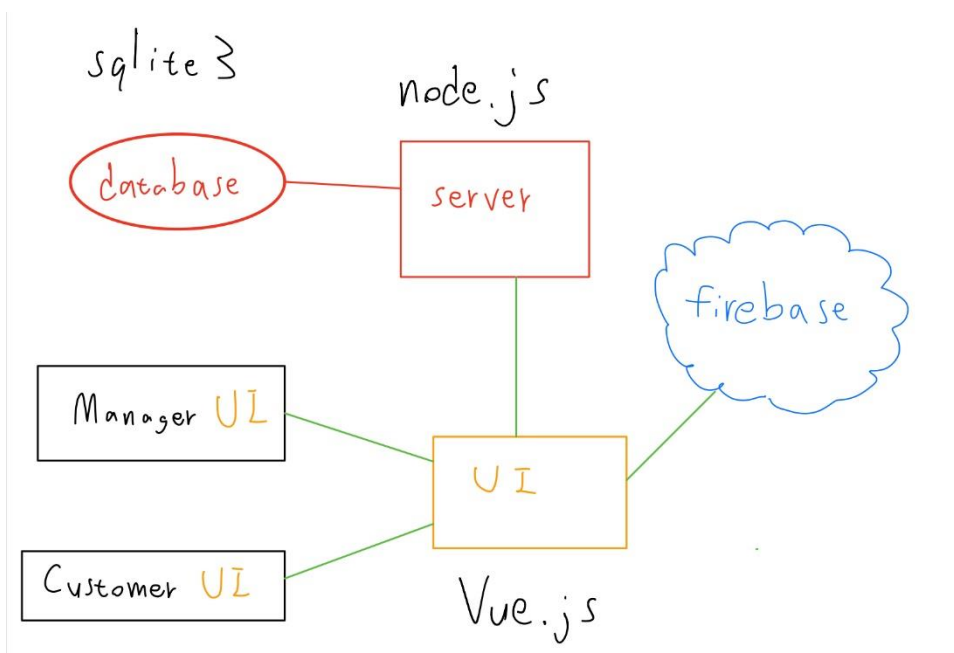 sqlite3
node.js
database
server
firebase
Manager UI
UI
Customer UI
Vue.js